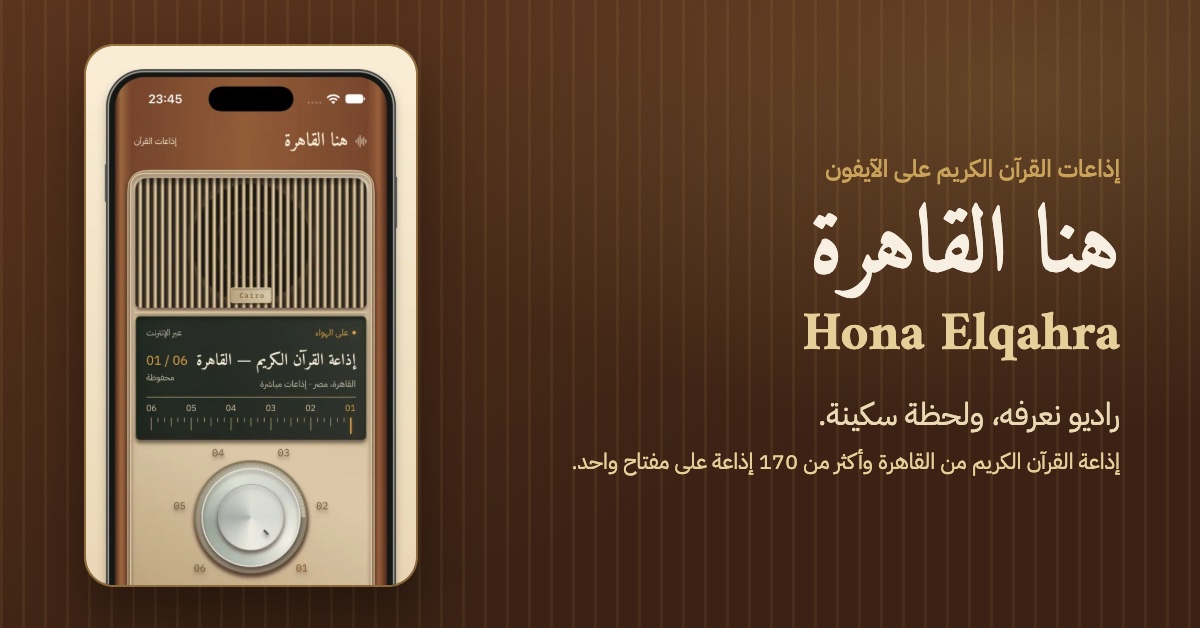 إذاعات القرآن الكريم على الآيفون
هنا القاهرة
Hona Elqahra
راديو نعرفه، ولحظة سكينة.
إذاعة القرآن الكريم من القاهرة وأكثر من 170 إذاعة على مفتاح واحد.
23:45
هنا القاهرة
إذاعات القرآن
Cairo
على الهواء
عبر الإنترنت
إذاعة القرآن الكريم — القاهرة
01 / 06
القاهرة، مصر · إذاعات مباشرة
محفوظة
06 05 04 03 02 01
04 03
05 02
06 01